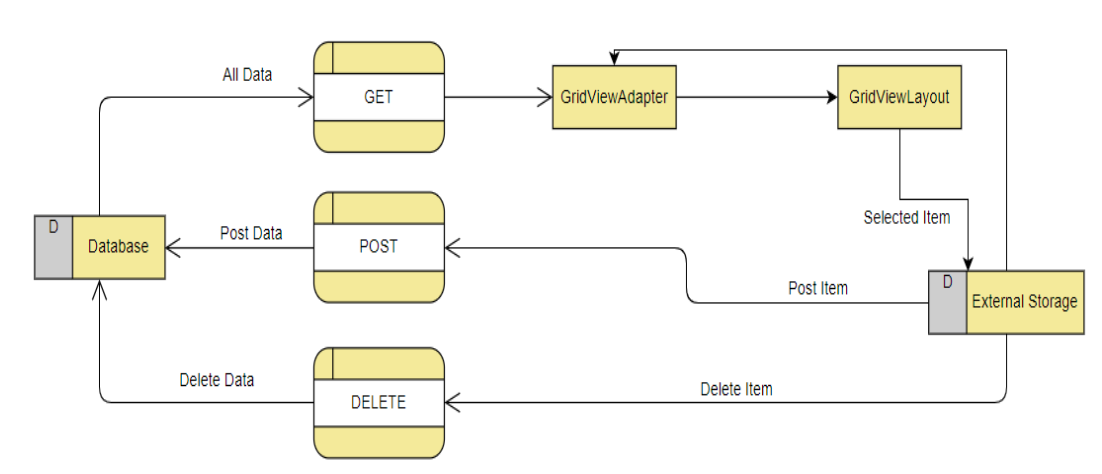 All Data
GET
GridViewAdapter
GridViewLayout
Selected Item
D
Database
Post Data
POST
Post Item
D
External Storage
Delete Data
DELETE
Delete Item